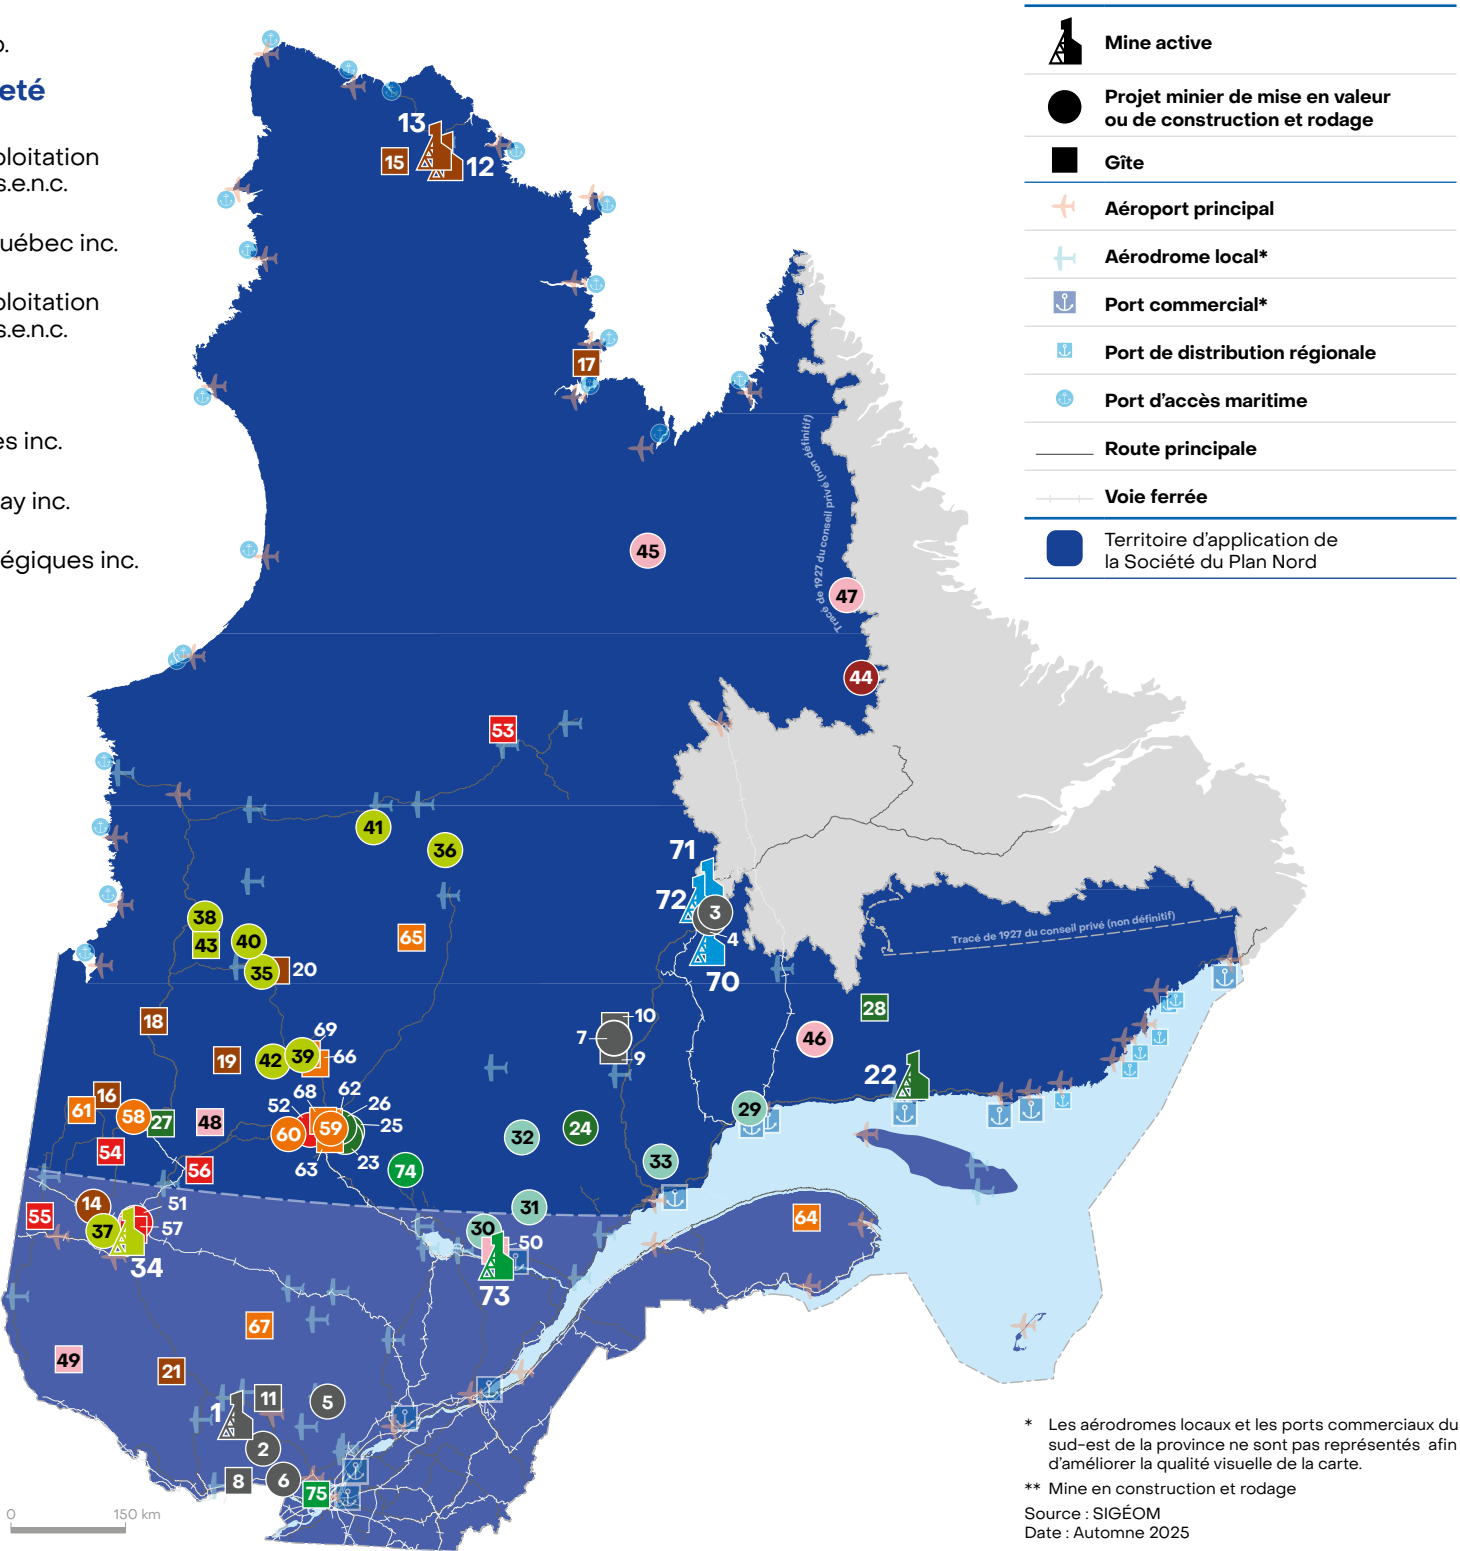 o.
eté
ploitation
s.e.n.c.
uébec inc.
ploitation
s.e.n.c.
es inc.
ay inc.
égiques inc.
Mine active
Projet minier de mise en valeur
ou de construction et rodage
Gîte
Aéroport principal
Aérodrome local*
Port commercial*
Port de distribution régionale
Port d'accès maritime
Route principale
Voie ferrée
Territoire d'application de
la Société du Plan Nord
13
15
12
17
Tracé de 1927 du conseil privé (non définitif)
45
47
44
53
41
36
71
72
3
4
70
38
43
40
35
20
65
Tracé de 1927 du conseil privé (non définitif)
18
19
42
39
69
66
10
7
9
28
46
22
16
61
58
27
48
68
62
52
26
60
59
25
63
23
74
54
56
32
24
29
33
55
14
37
51
57
34
31
30
50
73
64
67
49
21
1
11
5
2
8
6
75
0
150 km
* Les aérodromes locaux et les ports commerciaux du
sud-est de la province ne sont pas représentés afin
d'améliorer la qualité visuelle de la carte.
** Mine en construction et rodage
Source : SIGÉOM
Date : Automne 2025